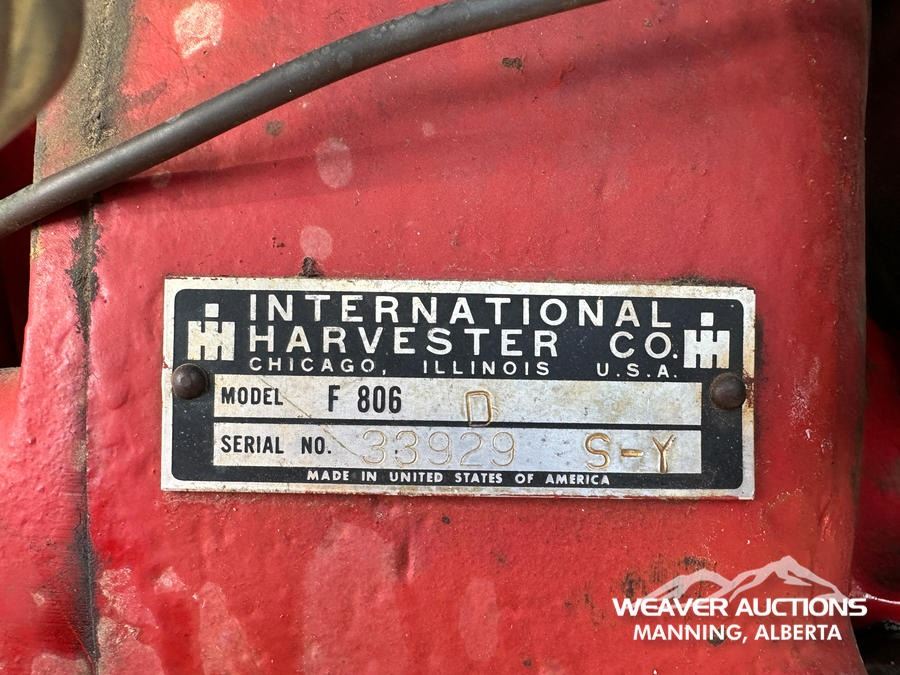 INTERNATIONAL
HARVESTER CO.
CHICAGO, ILLINOIS U.S.A.
MODEL F 806 D
SERIAL NO. 33929 S-Y
MADE IN UNITED STATES OF AMERICA
WEAVER AUCTIONS
MANNING, ALBERTA